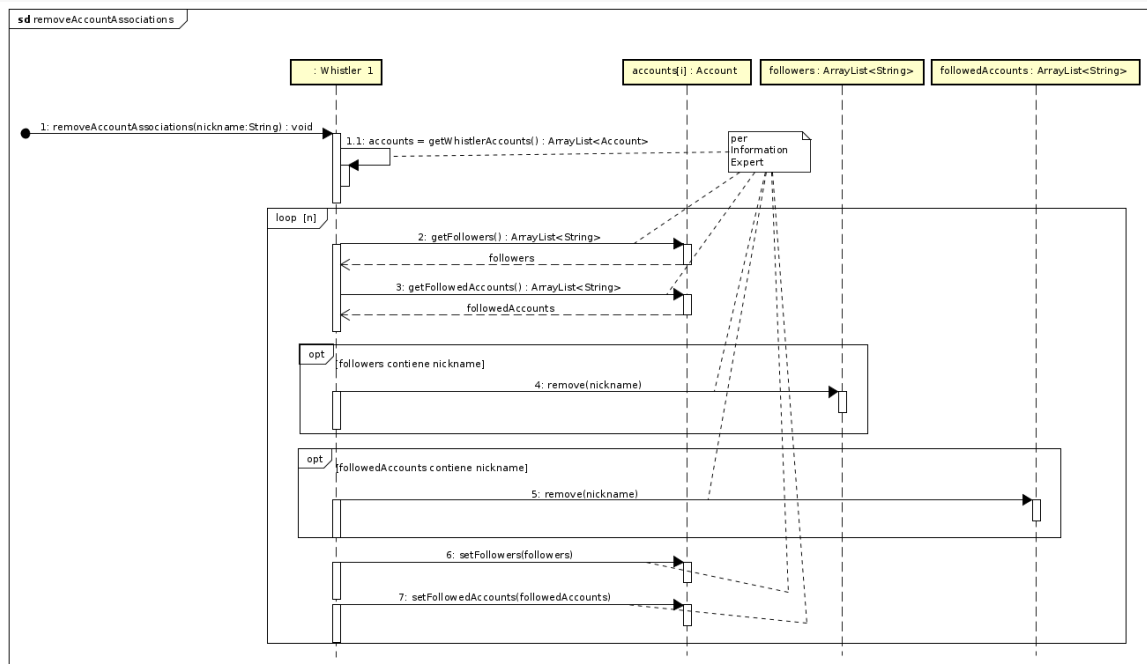 sd removeAccountAssociations
: Whistler 1
accounts[i] : Account
followers : ArrayList<String>
followedAccounts : ArrayList<String>
1: removeAccountAssociations(nickname:String) : void
1.1: accounts = getWhistlerAccounts() : ArrayList<Account>
per
Information
Expert
loop [n]
2: getFollowers() : ArrayList<String>
followers
3: getFollowedAccounts() : ArrayList<String>
followedAccounts
opt
[followers contiene nickname]
4: remove(nickname)
opt
[followedAccounts contiene nickname]
5: remove(nickname)
6: setFollowers(followers)
7: setFollowedAccounts(followedAccounts)